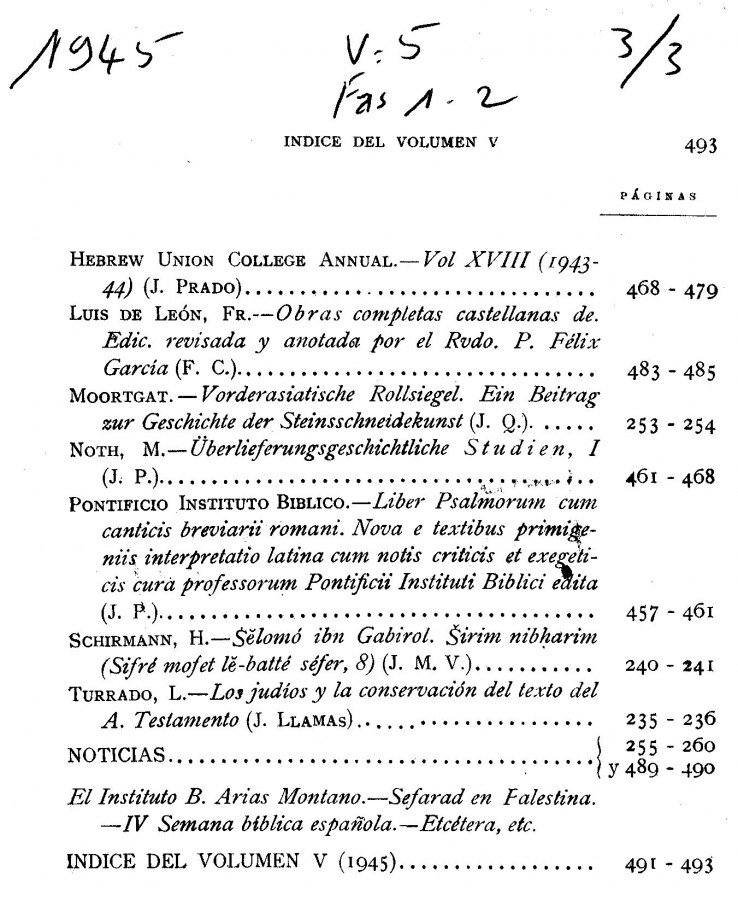 1945 V: 5 3/3
Fas 1-2
INDICE DEL VOLUMEN V 493
PÁGINAS
HEBREW UNION COLLEGE ANNUAL.—Vol XVIII (1943-
44) (J. PRADO)................................... 468 - 479
LUIS DE LEÓN, FR.--Obras completas castellanas de.
Edic. revisada y anotada por el Rvdo. P. Félix
García (F. C.).................................... 483 - 485
MOORTGAT.—Vorderasiatische Rollsiegel. Ein Beitrag
zur Geschichte der Steinsschneidekunst (J. Q.). ..... 253 - 254
NOTH, M.—Überlieferungsgeschichtliche Studien, I
(J. P.)........................................... 461 - 468
PONTIFICIO INSTITUTO BIBLICO.—Liber Psalmorum cum
canticis breviarii romani. Nova e textibus primige-
niis interpretatio latina cum notis criticis et exegeti-
cis cura professorum Pontificii Instituti Biblici edita
(J. P.)........................................... 457 - 461
SCHIRMANN, H.—Šĕlomó ibn Gabirol. Širim nibḥarim
(Sifré mofet lĕ-batté séfer, 8) (J. M. V.)........... 240 - 241
TURRADO, L.—Los judíos y la conservación del texto del
A. Testamento (J. LLAMAS)....................... 235 - 236
NOTICIAS.......................................... { 255 - 260
y 489 - 490
El Instituto B. Arias Montano.—Sefarad en Palestina.
—IV Semana bíblica española.—Etcétera, etc.
INDICE DEL VOLUMEN V (1945)................... 491 - 493